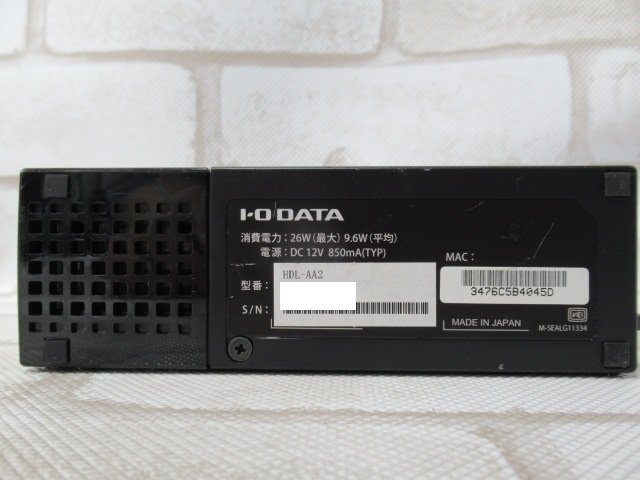 I-O DATA
消費電力：26W（最大） 9.6W（平均）
電源：DC 12V 850mA(TYP)
型番： HDL-AA2
S/N：
MAC：
3476C5B4045D
MADE IN JAPAN
M-SEALG11334